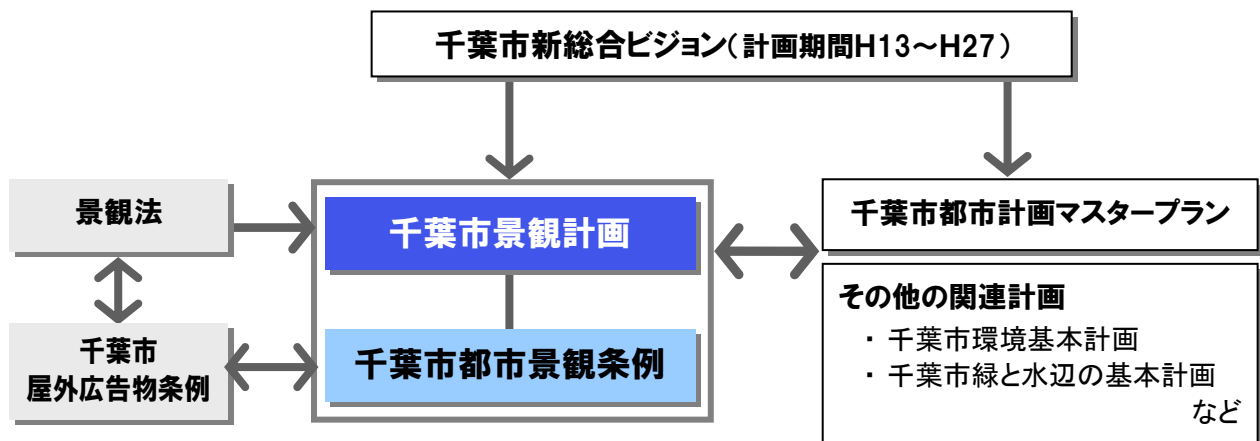 千葉市新総合ビジョン(計画期間H13～H27)
景観法
千葉市景観計画
千葉市都市計画マスタープラン
千葉市
屋外広告物条例
千葉市都市景観条例
その他の関連計画
・ 千葉市環境基本計画
・ 千葉市緑と水辺の基本計画
など